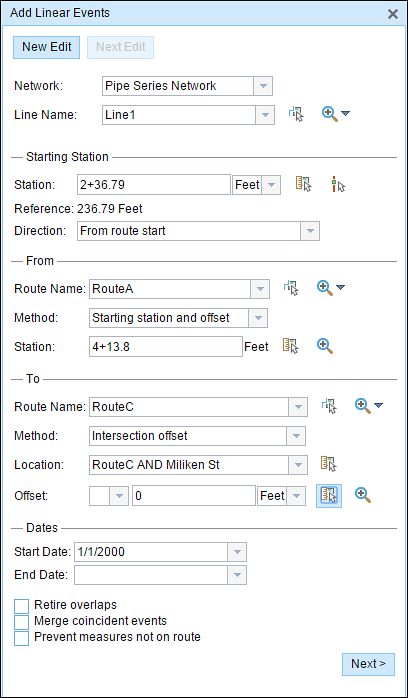 Add Linear Events
New Edit Next Edit
Network: Pipe Series Network
Line Name: Line1
Starting Station
Station: 2+36.79 Feet
Reference: 236.79 Feet
Direction: From route start
From
Route Name: RouteA
Method: Starting station and offset
Station: 4+13.8 Feet
To
Route Name: RouteC
Method: Intersection offset
Location: RouteC AND Miliken St
Offset: 0 Feet
Dates
Start Date: 1/1/2000
End Date:
Retire overlaps
Merge coincident events
Prevent measures not on route
Next >